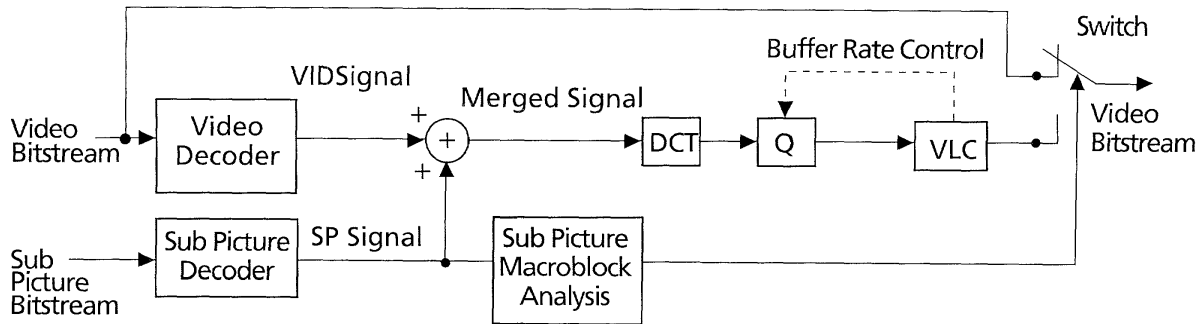 Switch
Buffer Rate Control
VIDSignal
Merged Signal
+
Video
Bitstream
Video
Decoder
+
DCT
Q
VLC
Video
Bitstream
+
Sub
Picture
Bitstream
Sub Picture
Decoder
SP Signal
Sub Picture
Macroblock
Analysis